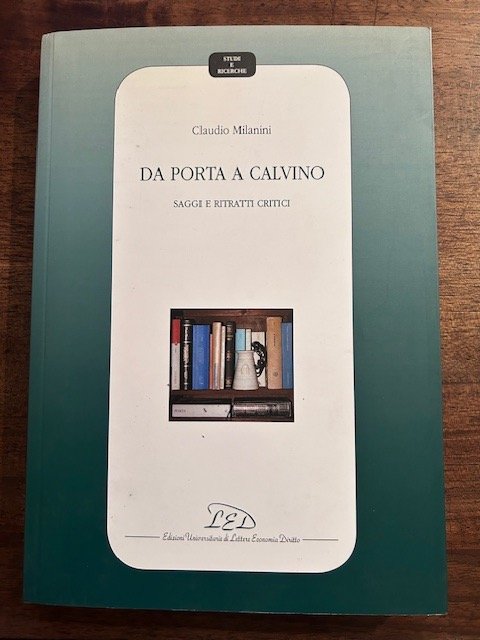 STUDI
E
RICERCHE
Claudio Milanini
DA PORTA A CALVINO
SAGGI E RITRATTI CRITICI
LED
Edizioni Universitarie di Lettere Economia Diritto